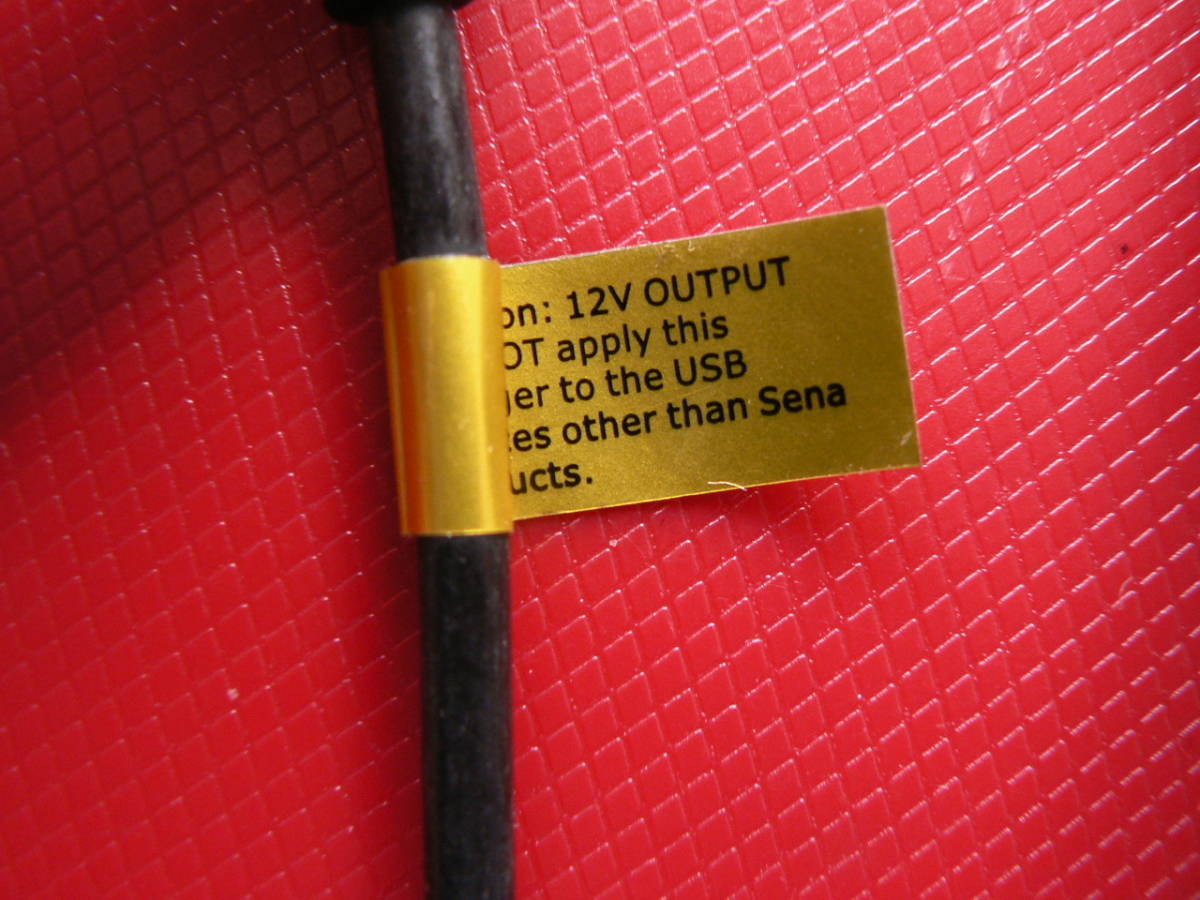 on: 12V OUTPUT
OT apply this
ger to the USB
es other than Sena
ucts.